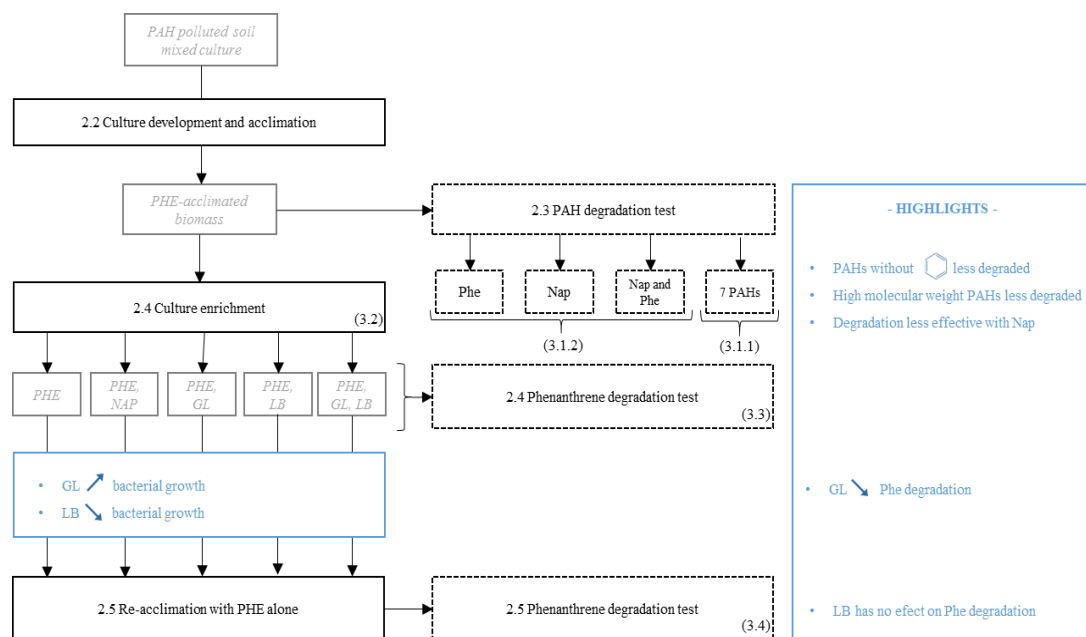 PAH polluted soil
mixed culture
2.2 Culture development and acclimation
PHE-acclimated
biomass
2.3 PAH degradation test
Phe
Nap
Nap and
Phe
7 PAHs
(3.1.2)
(3.1.1)
2.4 Culture enrichment
(3.2)
PHE
PHE,
NAP
PHE,
GL
PHE,
LB
PHE,
GL, LB
2.4 Phenanthrene degradation test
(3.3)
• GL bacterial growth
• LB bacterial growth
2.5 Re-acclimation with PHE alone
2.5 Phenanthrene degradation test
(3.4)
- HIGHLIGHTS -
• PAHs without less degraded
• High molecular weight PAHs less degraded
• Degradation less effective with Nap
• GL Phe degradation
• LB has no efect on Phe degradation